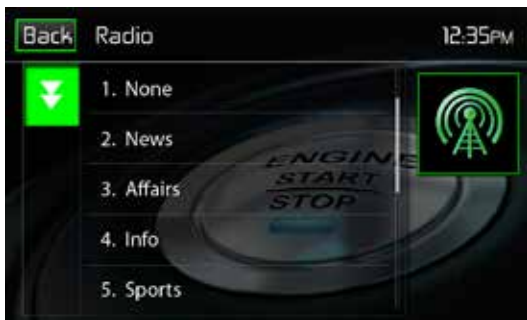 Back Radio 12:35PM
1. None
2. News
3. Affairs
4. Info
5. Sports
ENGINE
START
STOP